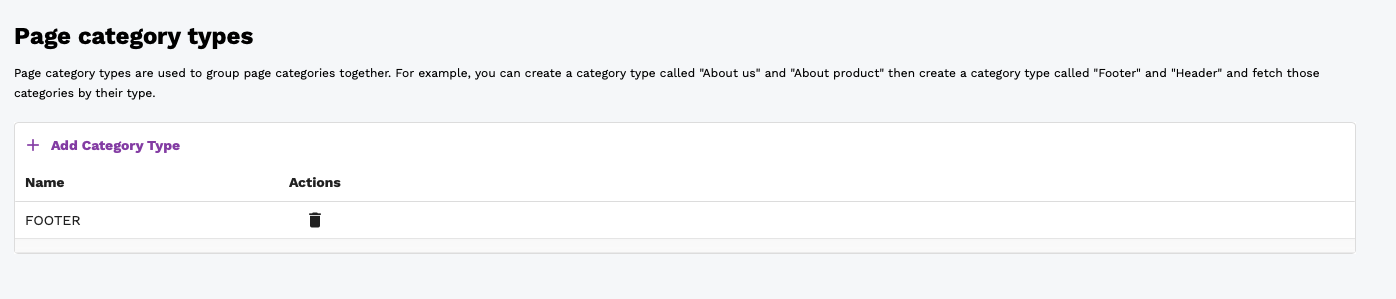 Page category types
Page category types are used to group page categories together. For example, you can create a category type called "About us" and "About product" then create a category type called "Footer" and "Header" and fetch those
categories by their type.
Add Category Type
Name Actions
FOOTER